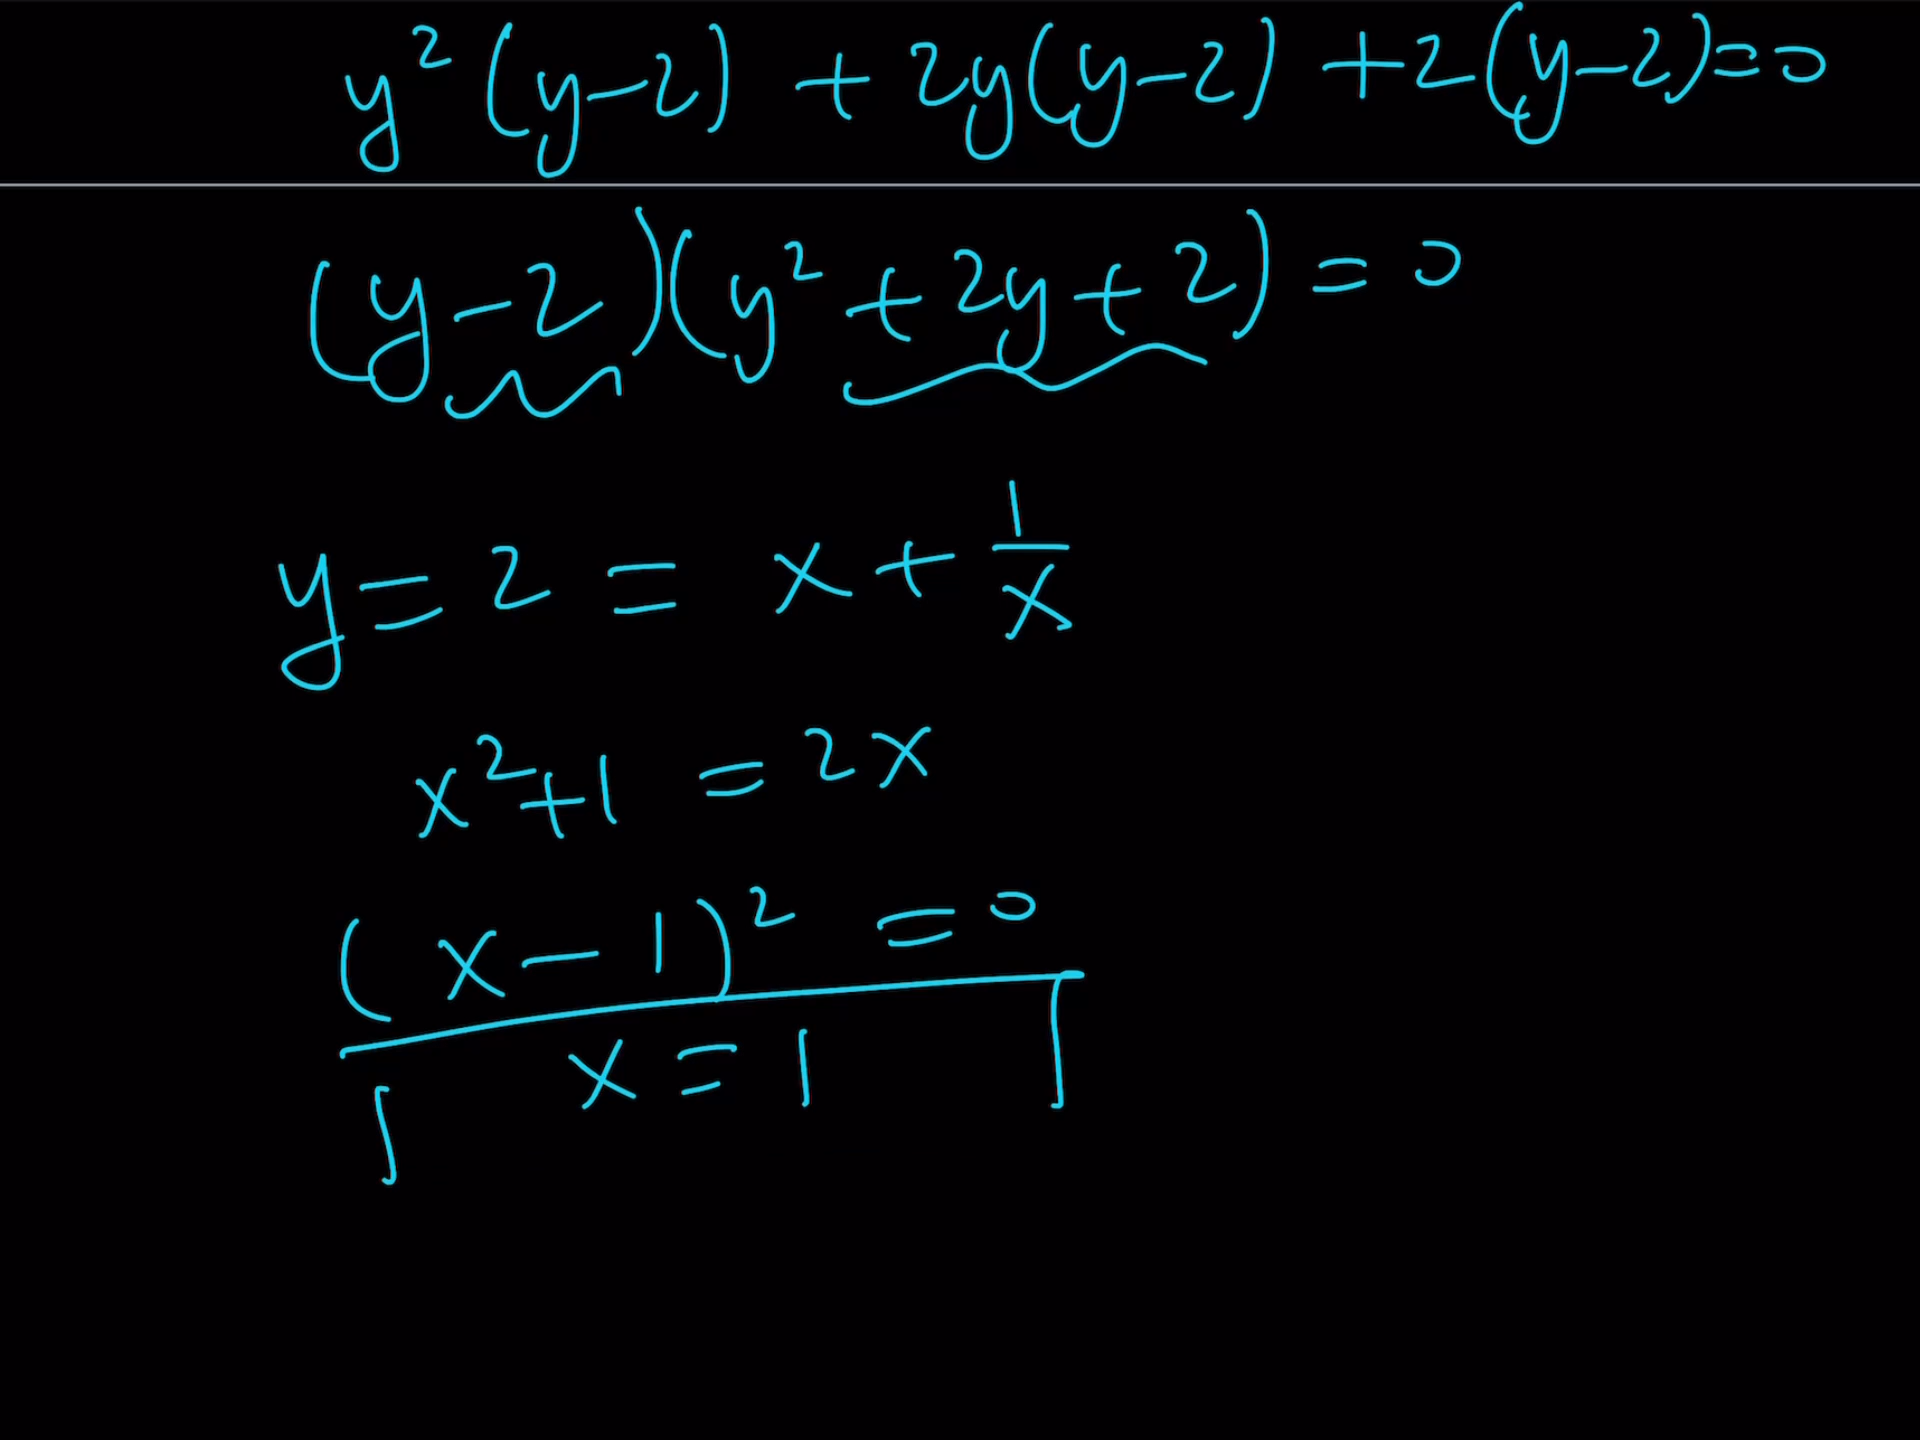 y² (y-2) + 2y(y-2) +2(y-2)=0
(y-2)(y² + 2y + 2) = 0
y = 2 = x + 1/x
x²+1 = 2x
(x-1)² = 0
x = 1